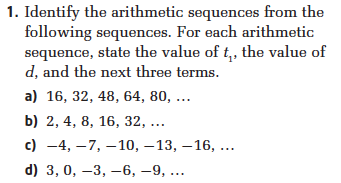 1. Identify the arithmetic sequences from the
following sequences. For each arithmetic
sequence, state the value of t₁, the value of
d, and the next three terms.
a) 16, 32, 48, 64, 80, …
b) 2, 4, 8, 16, 32, …
c) −4, −7, −10, −13, −16, …
d) 3, 0, −3, −6, −9, …